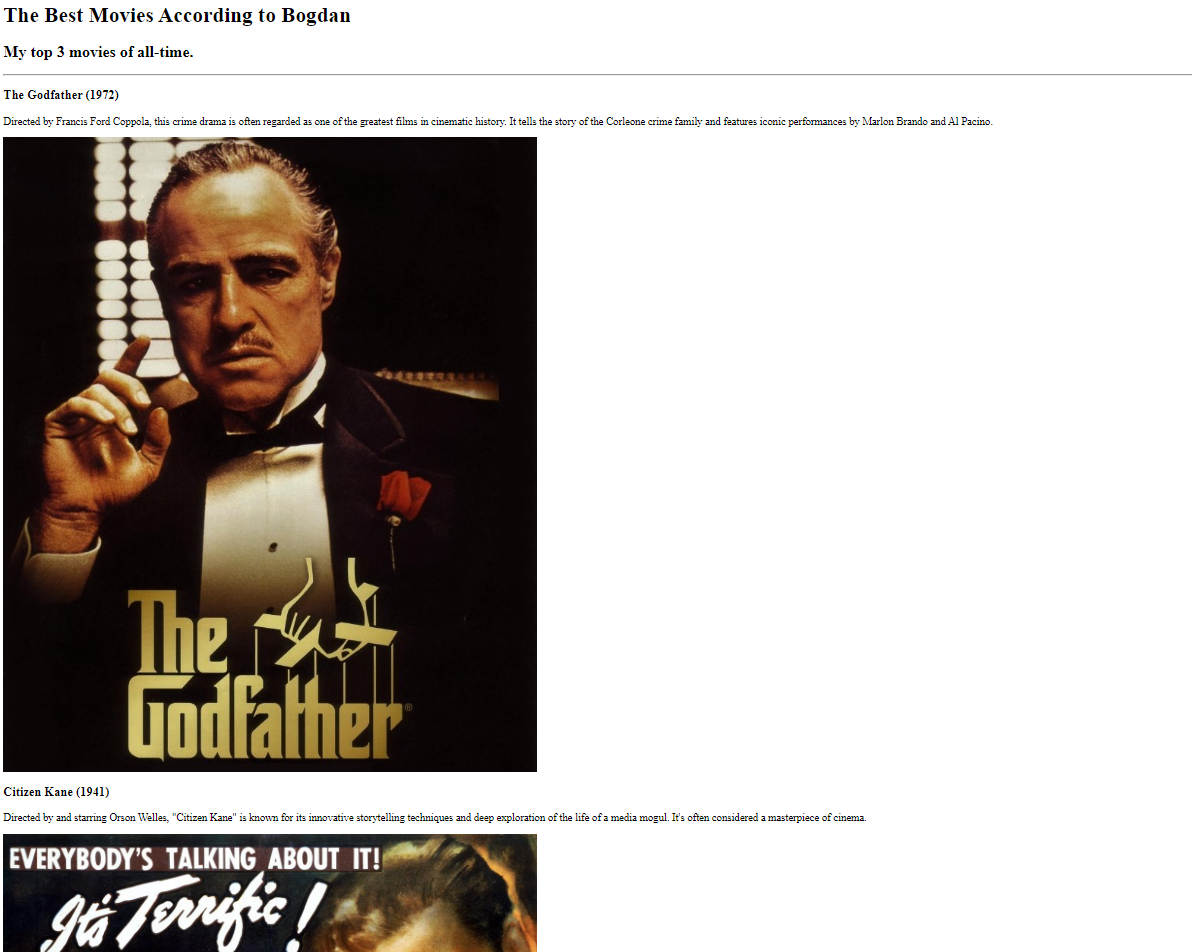 The Best Movies According to Bogdan
My top 3 movies of all-time.
The Godfather (1972)
Directed by Francis Ford Coppola, this crime drama is often regarded as one of the greatest films in cinematic history. It tells the story of the Corleone crime family and features iconic performances by Marlon Brando and Al Pacino.
The
Godfather®
Citizen Kane (1941)
Directed by and starring Orson Welles, "Citizen Kane" is known for its innovative storytelling techniques and deep exploration of the life of a media mogul. It's often considered a masterpiece of cinema.
EVERYBODY'S TALKING ABOUT IT!
It's Terrific!